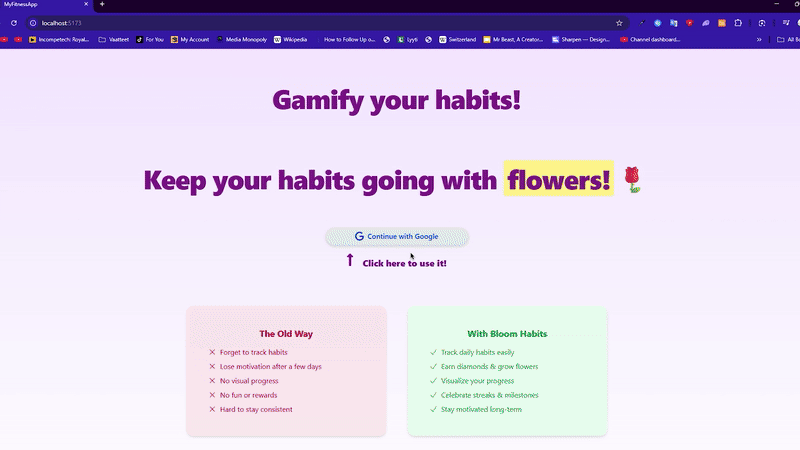 MyFitnessApp
localhost:5173
Incompetech: Royal...
Vaatteet
For You
My Account
Media Monopoly
Wikipedia
How to Follow Up o...
Lyyti
Switzerland
Mr Beast, A Creator...
Sharpen — Design...
Channel dashboard...
All Bo
Gamify your habits!
Keep your habits going with flowers!
Continue with Google
Click here to use it!
The Old Way
Forget to track habits
Lose motivation after a few days
No visual progress
No fun or rewards
Hard to stay consistent
With Bloom Habits
Track daily habits easily
Earn diamonds & grow flowers
Visualize your progress
Celebrate streaks & milestones
Stay motivated long-term